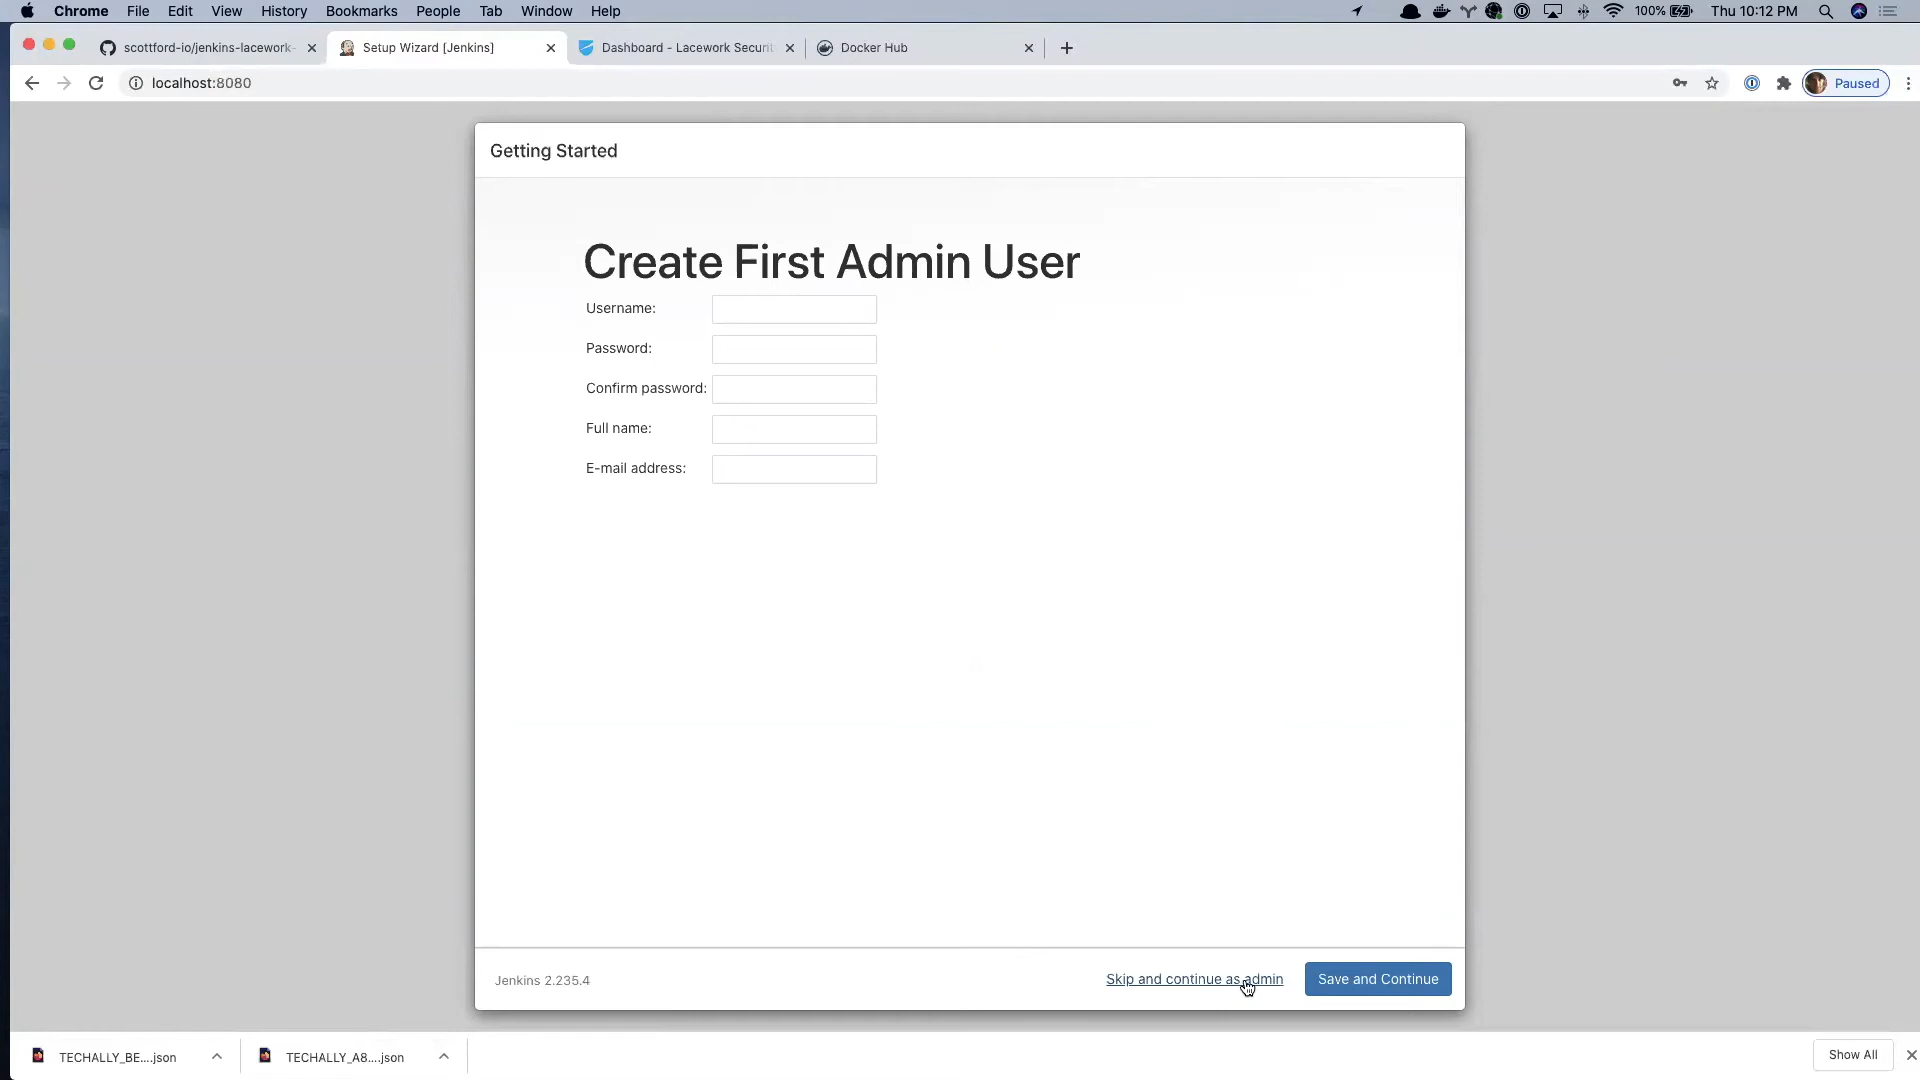 Chrome File Edit View History Bookmarks People Tab Window Help 100% Thu 10:12 PM
scottford-io/jenkins-lacework- Setup Wizard [Jenkins] Dashboard - Lacework Securit Docker Hub
localhost:8080 Paused
Getting Started
Create First Admin User
Username:
Password:
Confirm password:
Full name:
E-mail address:
Jenkins 2.235.4 Skip and continue as admin Save and Continue
TECHALLY_BE....json TECHALLY_A8....json Show All